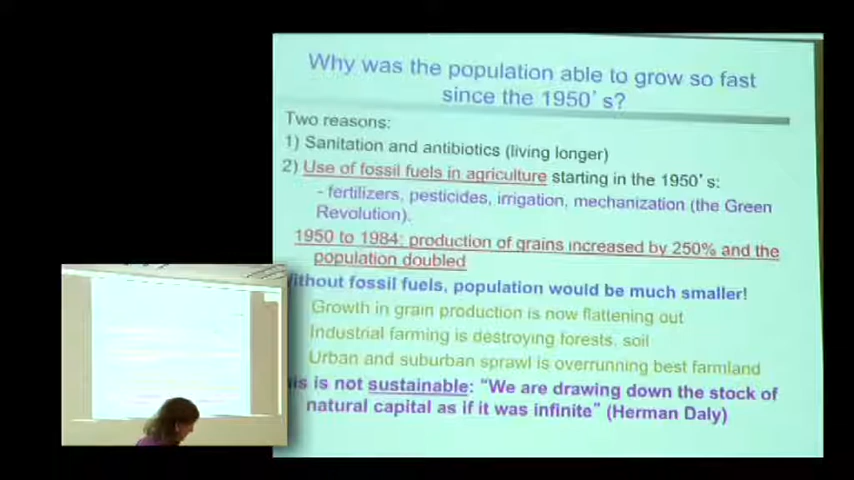 Why was the population able to grow so fast
since the 1950's?
Two reasons:
1) Sanitation and antibiotics (living longer)
2) Use of fossil fuels in agriculture starting in the 1950's:
- fertilizers, pesticides, irrigation, mechanization (the Green
Revolution).
1950 to 1984: production of grains increased by 250% and the
population doubled
ithout fossil fuels, population would be much smaller!
Growth in grain production is now flattening out
Industrial farming is destroying forests, soil
Urban and suburban sprawl is overrunning best farmland
is is not sustainable: “We are drawing down the stock of
natural capital as if it was infinite” (Herman Daly)